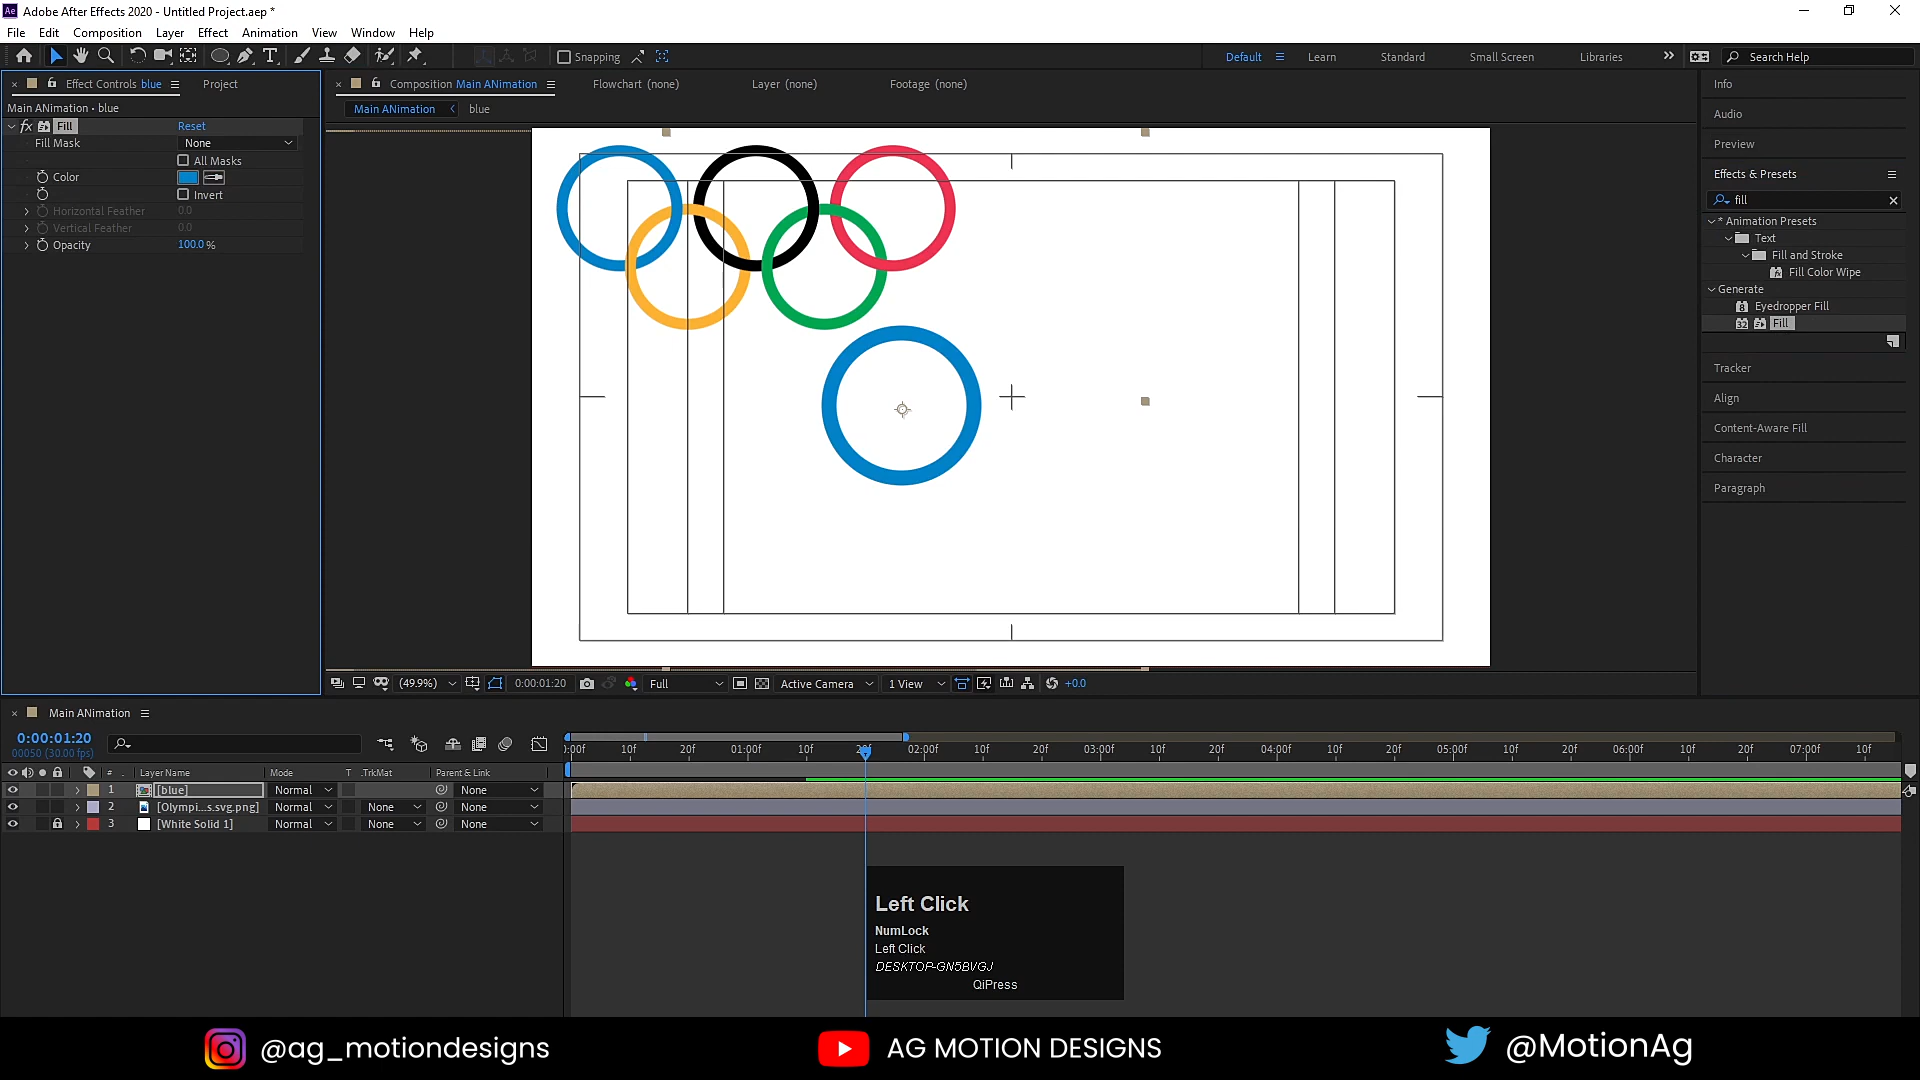 Ae Adobe After Effects 2020 - Untitled Project.aep *
File Edit Composition Layer Effect Animation View Window Help
Snapping Default Learn Standard Small Screen Libraries Search Help
Effect Controls blue Project
Main ANimation • blue
fx Fill Reset
Fill Mask None
All Masks
Color
Invert
Horizontal Feather 0.0
Vertical Feather 0.0
Opacity 100.0 %
Composition Main ANimation Flowchart (none) Layer (none) Footage (none)
Main ANimation blue
(49.9%) 0:00:01:20 Full Active Camera 1 View +0.0
Info
Audio
Preview
Effects & Presets
fill
* Animation Presets
Text
Fill and Stroke
Fill Color Wipe
Generate
Eyedropper Fill
32 Fill
Tracker
Align
Content-Aware Fill
Character
Paragraph
Main ANimation
0:00:01:20
00050 (30.00 fps)
:00f 10f 20f 01:00f 10f 20f 02:00f 10f 20f 03:00f 10f 20f 04:00f 10f 20f 05:00f 10f 20f 06:00f 10f 20f 07:00f 10f
# Layer Name Mode T .TrkMat Parent & Link
1 [blue] Normal None
2 [Olympi...s.svg.png] Normal None None
3 [White Solid 1] Normal None None
Left Click
NumLock
Left Click
DESKTOP-GN5BVGJ
QiPress
@ag_motiondesigns AG MOTION DESIGNS @MotionAg